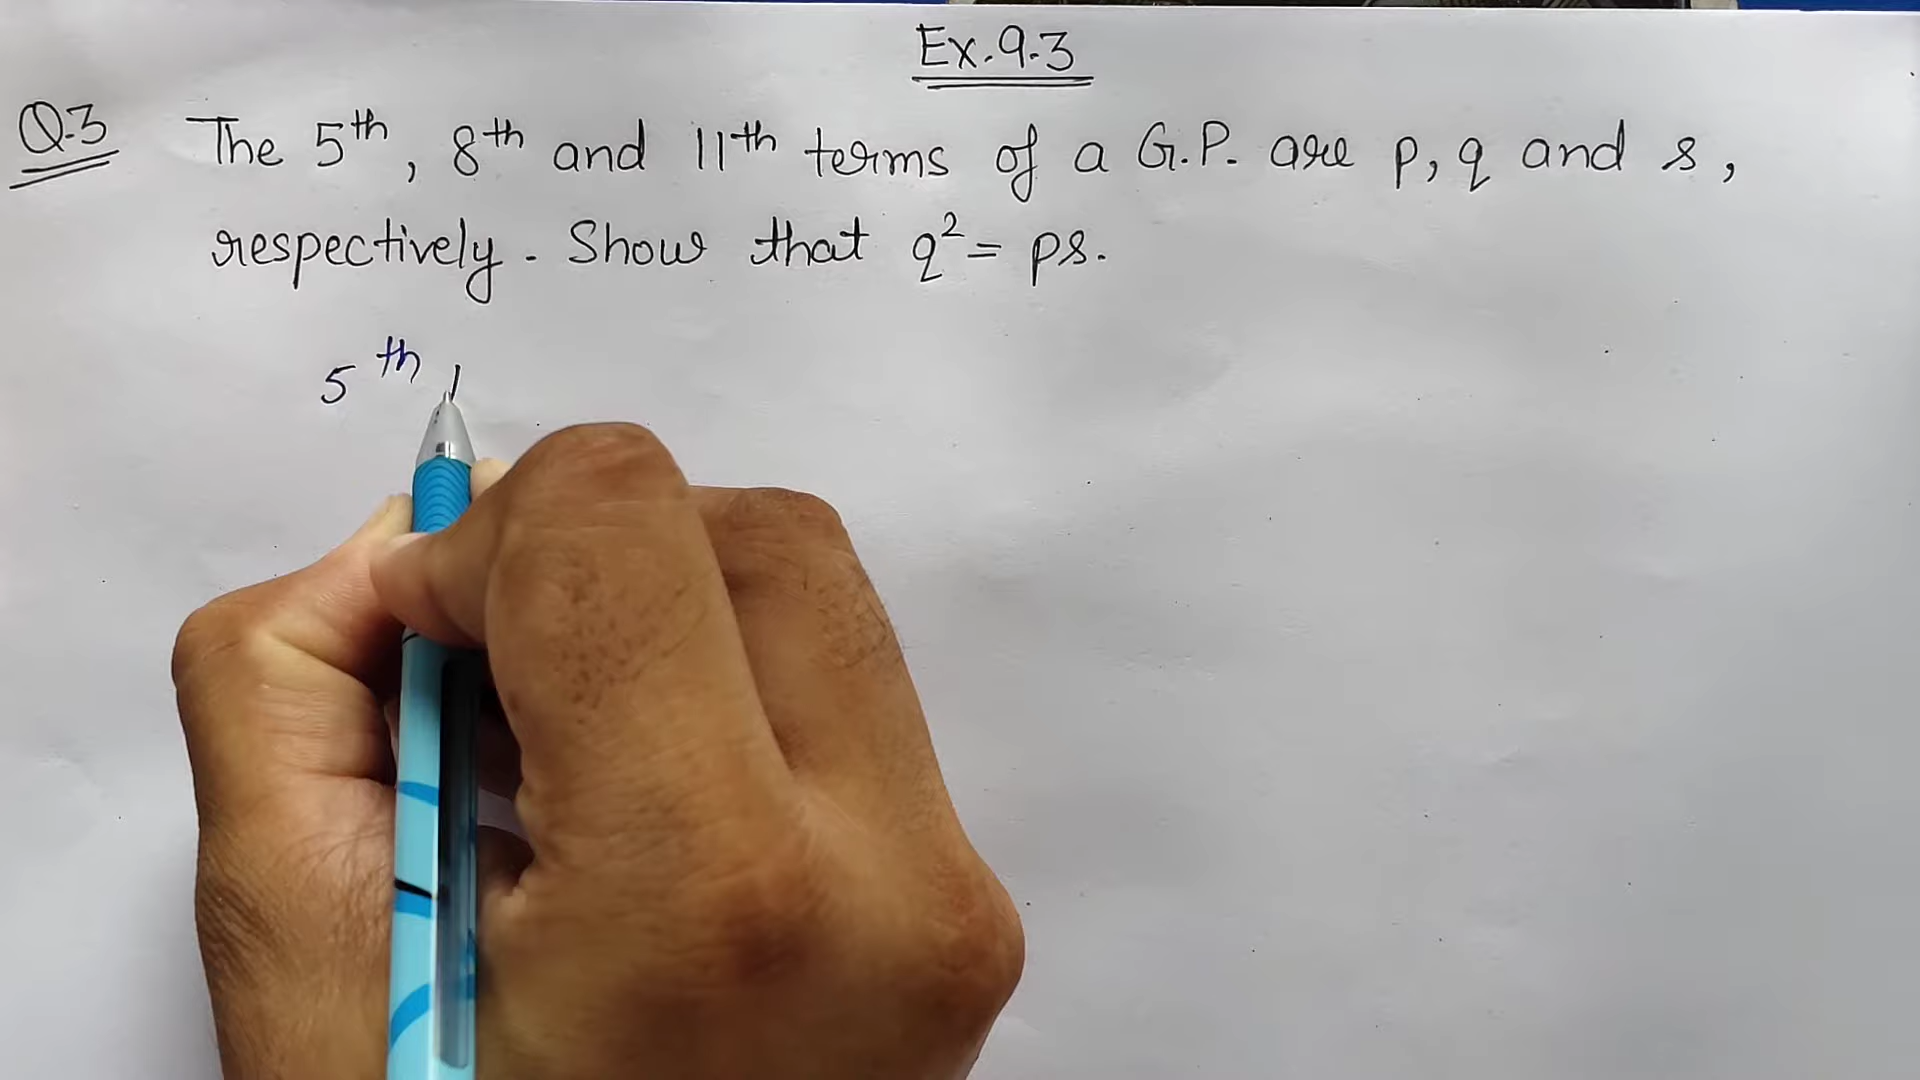 Ex.9.3
Q.3 The 5th, 8th and 11th terms of a G.P. are p, q and s,
respectively. Show that q² = ps.
5th